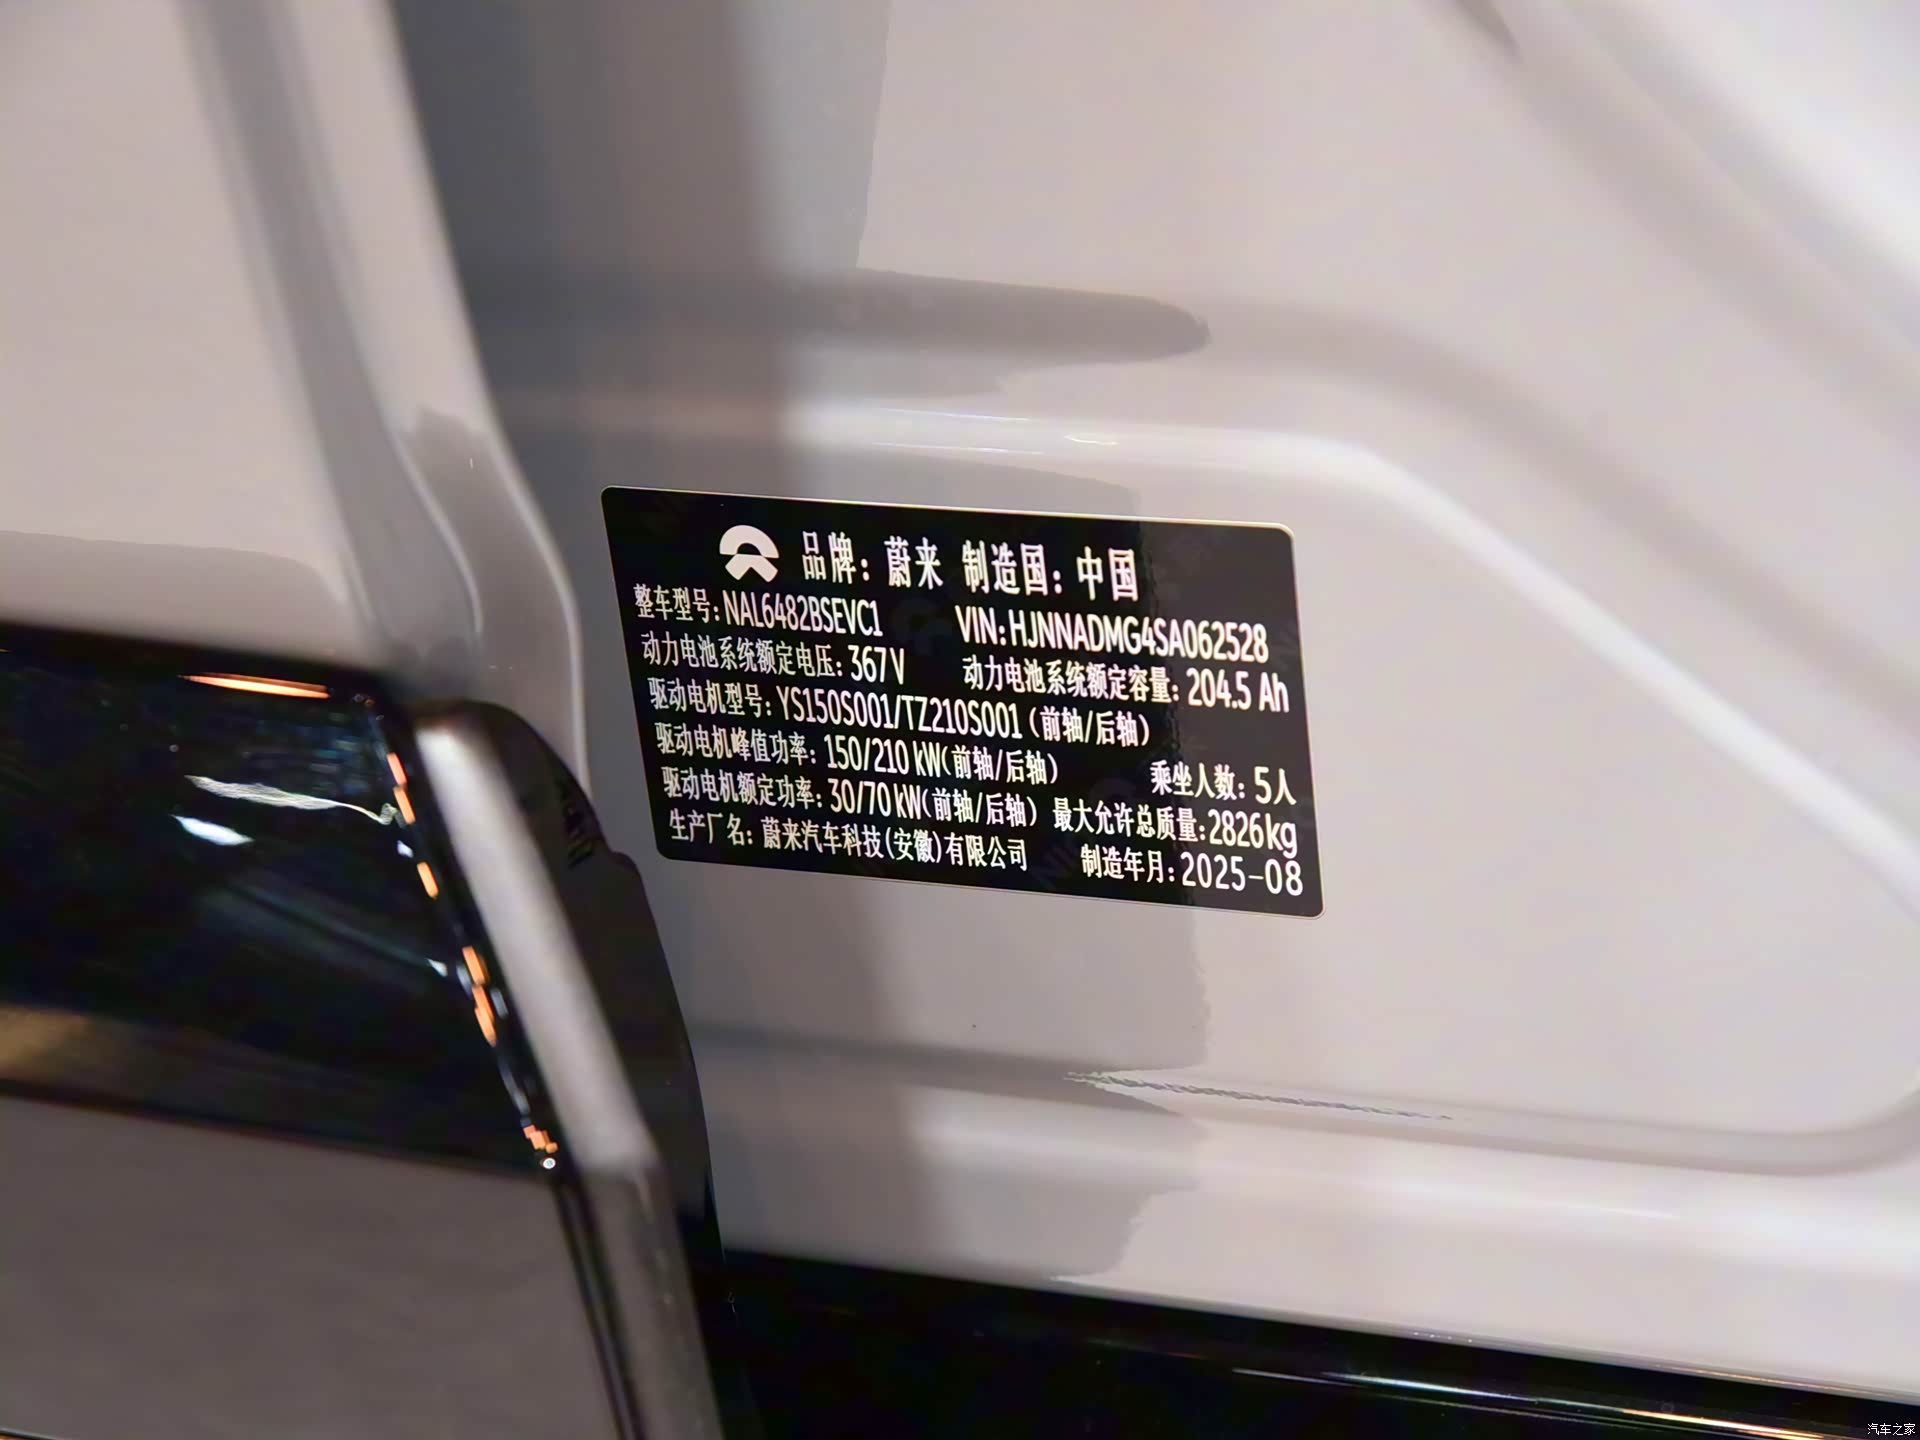 品牌：蔚来 制造国：中国
整车型号：NAL6482BSEVC1 VIN：HJNNADMG4SA062528
动力电池系统额定电压：367V 动力电池系统额定容量：204.5 Ah
驱动电机型号：YS150S001/TZ210S001（前轴/后轴）
驱动电机峰值功率：150/210 kW（前轴/后轴） 乘坐人数：5人
驱动电机额定功率：30/70 kW（前轴/后轴） 最大允许总质量：2826kg
生产厂名：蔚来汽车科技（安徽）有限公司 制造年月：2025-08
汽车之家